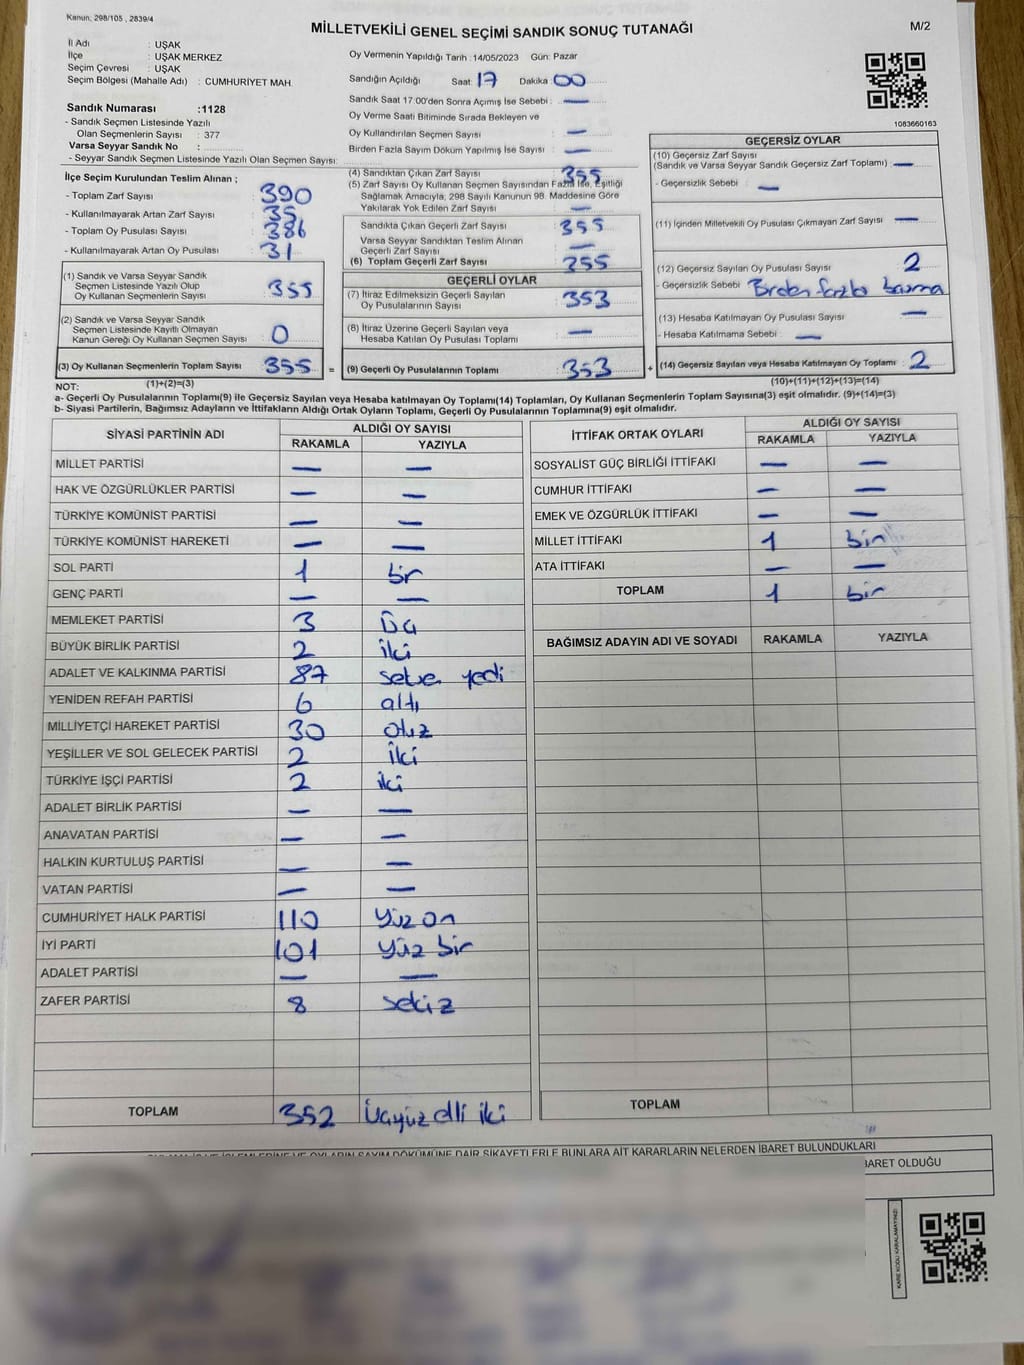 Kanun: 298/105 , 2839/4
MİLLETVEKİLİ GENEL SEÇİMİ SANDIK SONUÇ TUTANAĞI
M/2
İl Adı : UŞAK
İlçe : UŞAK MERKEZ
Seçim Çevresi : UŞAK
Seçim Bölgesi (Mahalle Adı) : CUMHURİYET MAH
Sandık Numarası :1128
- Sandık Seçmen Listesinde Yazılı
Olan Seçmenlerin Sayısı : 377
Varsa Seyyar Sandık No :
- Seyyar Sandık Seçmen Listesinde Yazılı Olan Seçmen Sayısı:
Oy Vermenin Yapıldığı Tarih :14/05/2023 Gün: Pazar
Sandığın Açıldığı Saat: 17 Dakika 00
Sandık Saat 17:00'den Sonra Açımış İse Sebebi : —
Oy Verme Saati Bitiminde Sırada Bekleyen ve
Oy Kullandırılan Seçmen Sayısı —
Birden Fazla Sayım Döküm Yapılmış İse Sayısı : —
1083660163
İlçe Seçim Kurulundan Teslim Alınan ;
- Toplam Zarf Sayısı : 390
- Kullanılmayarak Artan Zarf Sayısı : 35
- Toplam Oy Pusulası Sayısı : 386
- Kullanılmayarak Artan Oy Pusulası : 31
(4) Sandıktan Çıkan Zarf Sayısı : 355
(5) Zarf Sayısı Oy Kullanan Seçmen Sayısından Fazla İse, Eşitliği
Sağlamak Amacıyla, 298 Sayılı Kanunun 98. Maddesine Göre
Yakılarak Yok Edilen Zarf Sayısı : —
Sandıkta Çıkan Geçerli Zarf Sayısı : 355
Varsa Seyyar Sandıktan Teslim Alınan
Geçerli Zarf Sayısı : —
(6) Toplam Geçerli Zarf Sayısı 355
GEÇERSİZ OYLAR
(10) Geçersiz Zarf Sayısı
(Sandık ve Varsa Seyyar Sandık Geçersiz Zarf Toplamı) : —
- Geçersizlik Sebebi : —
(11) İçinden Milletvekili Oy Pusulası Çıkmayan Zarf Sayısı : —
(12) Geçersiz Sayılan Oy Pusulası Sayısı : 2
- Geçersizlik Sebebi : Birden fazla basma
(13) Hesaba Katılmayan Oy Pusulası Sayısı : —
- Hesaba Katılmama Sebebi : —
(14) Geçersiz Sayılan veya Hesaba Katılmayan Oy Toplamı : 2
(10)+(11)+(12)+(13)=(14)
(1) Sandık ve Varsa Seyyar Sandık
Seçmen Listesinde Yazılı Olup
Oy Kullanan Seçmenlerin Sayısı : 355
(2) Sandık ve Varsa Seyyar Sandık
Seçmen Listesinde Kayıtlı Olmayan
Kanun Gereği Oy Kullanan Seçmen Sayısı : 0
(3) Oy Kullanan Seçmenlerin Toplam Sayısı : 355 =
(1)+(2)=(3)
GEÇERLİ OYLAR
(7) İtiraz Edilmeksizin Geçerli Sayılan
Oy Pusulalarının Sayısı : 353
(8) İtiraz Üzerine Geçerli Sayılan veya
Hesaba Katılan Oy Pusulası Toplamı : —
(9) Geçerli Oy Pusulalarının Toplamı : 353 +
NOT:
a- Geçerli Oy Pusulalarının Toplamı(9) ile Geçersiz Sayılan veya Hesaba katılmayan Oy Toplamı(14) Toplamları, Oy Kullanan Seçmenlerin Toplam Sayısına(3) eşit olmalıdır. (9)+(14)=(3)
b- Siyasi Partilerin, Bağımsız Adayların ve İttifakların Aldığı Ortak Oyların Toplamı, Geçerli Oy Pusulalarının Toplamına(9) eşit olmalıdır.
SİYASİ PARTİNİN ADI ALDIĞI OY SAYISI
RAKAMLA YAZIYLA
MİLLET PARTİSİ — —
HAK VE ÖZGÜRLÜKLER PARTİSİ — —
TÜRKİYE KOMÜNİST PARTİSİ — —
TÜRKİYE KOMÜNİST HAREKETİ — —
SOL PARTİ 1 bir
GENÇ PARTİ — —
MEMLEKET PARTİSİ 3 Üç
BÜYÜK BİRLİK PARTİSİ 2 iki
ADALET VE KALKINMA PARTİSİ 87 seksen yedi
YENİDEN REFAH PARTİSİ 6 altı
MİLLİYETÇİ HAREKET PARTİSİ 30 otuz
YEŞİLLER VE SOL GELECEK PARTİSİ 2 iki
TÜRKİYE İŞÇİ PARTİSİ 2 iki
ADALET BİRLİK PARTİSİ — —
ANAVATAN PARTİSİ — —
HALKIN KURTULUŞ PARTİSİ — —
VATAN PARTİSİ — —
CUMHURİYET HALK PARTİSİ 110 yüz on
İYİ PARTİ 101 yüz bir
ADALET PARTİSİ — —
ZAFER PARTİSİ 8 sekiz
TOPLAM 352 Üçyüz elli iki
İTTİFAK ORTAK OYLARI ALDIĞI OY SAYISI
RAKAMLA YAZIYLA
SOSYALİST GÜÇ BİRLİĞİ İTTİFAKI — —
CUMHUR İTTİFAKI — —
EMEK VE ÖZGÜRLÜK İTTİFAKI — —
MİLLET İTTİFAKI 1 bir
ATA İTTİFAKI — —
TOPLAM 1 bir
BAĞIMSIZ ADAYIN ADI VE SOYADI RAKAMLA YAZIYLA
TOPLAM
OYLARIN SAYIM DÖKÜMÜNE DAİR ŞİKAYETLERLE BUNLARA AİT KARARLARIN NELERDEN İBARET BULUNDUKLARI
İBARET OLDUĞU
KARE KODU KARALAMAYINIZ!